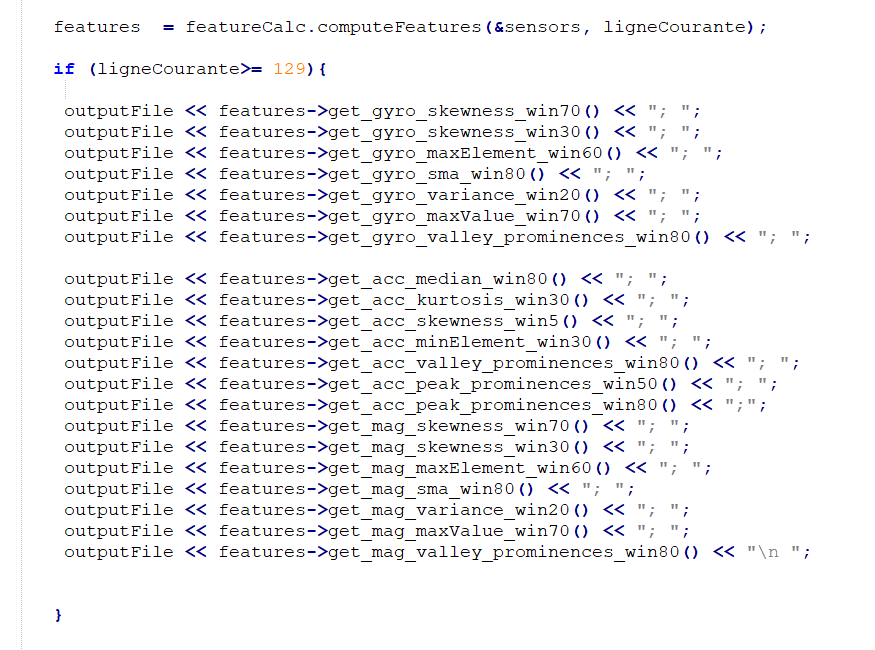 features  = featureCalc.computeFeatures(&sensors, ligneCourante);
if (ligneCourante>= 129){
outputFile << features->get_gyro_skewness_win70() << "; ";
outputFile << features->get_gyro_skewness_win30() << "; ";
outputFile << features->get_gyro_maxElement_win60() << "; ";
outputFile << features->get_gyro_sma_win80() << "; ";
outputFile << features->get_gyro_variance_win20() << "; ";
outputFile << features->get_gyro_maxValue_win70() << "; ";
outputFile << features->get_gyro_valley_prominences_win80() << "; ";
outputFile << features->get_acc_median_win80() << "; ";
outputFile << features->get_acc_kurtosis_win30() << "; ";
outputFile << features->get_acc_skewness_win5() << "; ";
outputFile << features->get_acc_minElement_win30() << "; ";
outputFile << features->get_acc_valley_prominences_win80() << "; ";
outputFile << features->get_acc_peak_prominences_win50() << "; ";
outputFile << features->get_acc_peak_prominences_win80() << ";";
outputFile << features->get_mag_skewness_win70() << "; ";
outputFile << features->get_mag_skewness_win30() << "; ";
outputFile << features->get_mag_maxElement_win60() << "; ";
outputFile << features->get_mag_sma_win80() << "; ";
outputFile << features->get_mag_variance_win20() << "; ";
outputFile << features->get_mag_maxValue_win70() << "; ";
outputFile << features->get_mag_valley_prominences_win80() << "\n ";
}